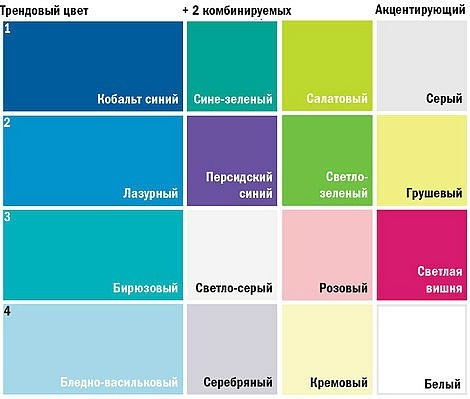 Трендовый цвет + 2 комбинируемых Акцентирующий
1
Кобальт синий Сине-зеленый Салатовый Серый
2
Лазурный Персидский синий Светло-зеленый Грушевый
3
Бирюзовый Светло-серый Розовый Светлая вишня
4
Бледно-васильковый Серебряный Кремовый Белый